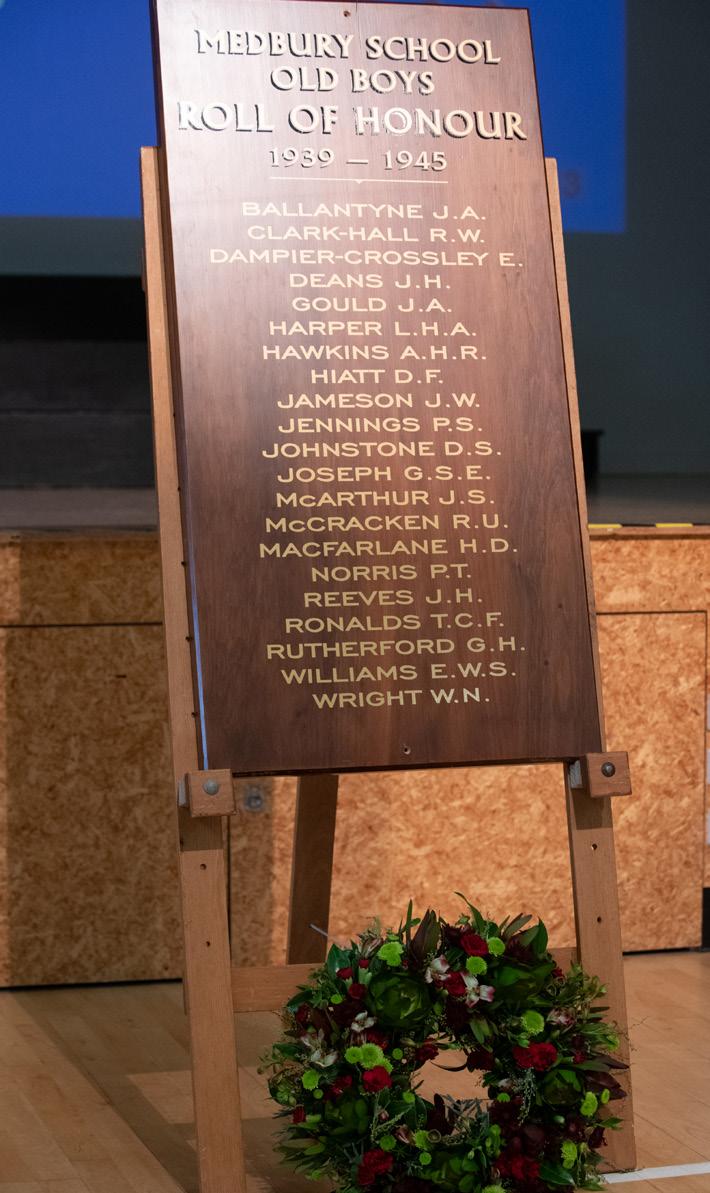 MEDBURY SCHOOL
OLD BOYS
ROLL OF HONOUR
1939 — 1945
BALLANTYNE J.A.
CLARK-HALL R.W.
DAMPIER-CROSSLEY E.
DEANS J.H.
GOULD J.A.
HARPER L.H.A.
HAWKINS A.H.R.
HIATT D.F.
JAMESON J.W.
JENNINGS P.S.
JOHNSTONE D.S.
JOSEPH G.S.E.
McARTHUR J.S.
McCRACKEN R.U.
MACFARLANE H.D.
NORRIS P.T.
REEVES J.H.
RONALDS T.C.F.
RUTHERFORD G.H.
WILLIAMS E.W.S.
WRIGHT W.N.